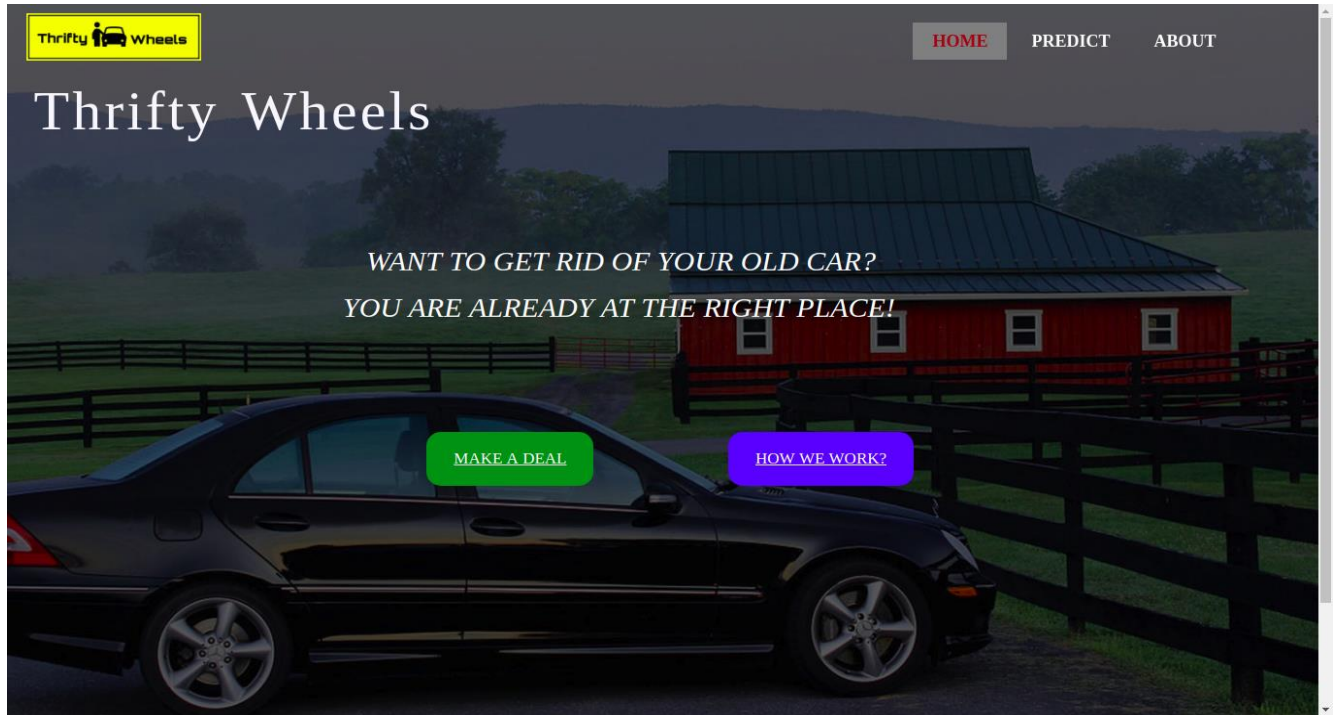 Thrifty Wheels
HOME PREDICT ABOUT
Thrifty Wheels
WANT TO GET RID OF YOUR OLD CAR?
YOU ARE ALREADY AT THE RIGHT PLACE!
MAKE A DEAL HOW WE WORK?